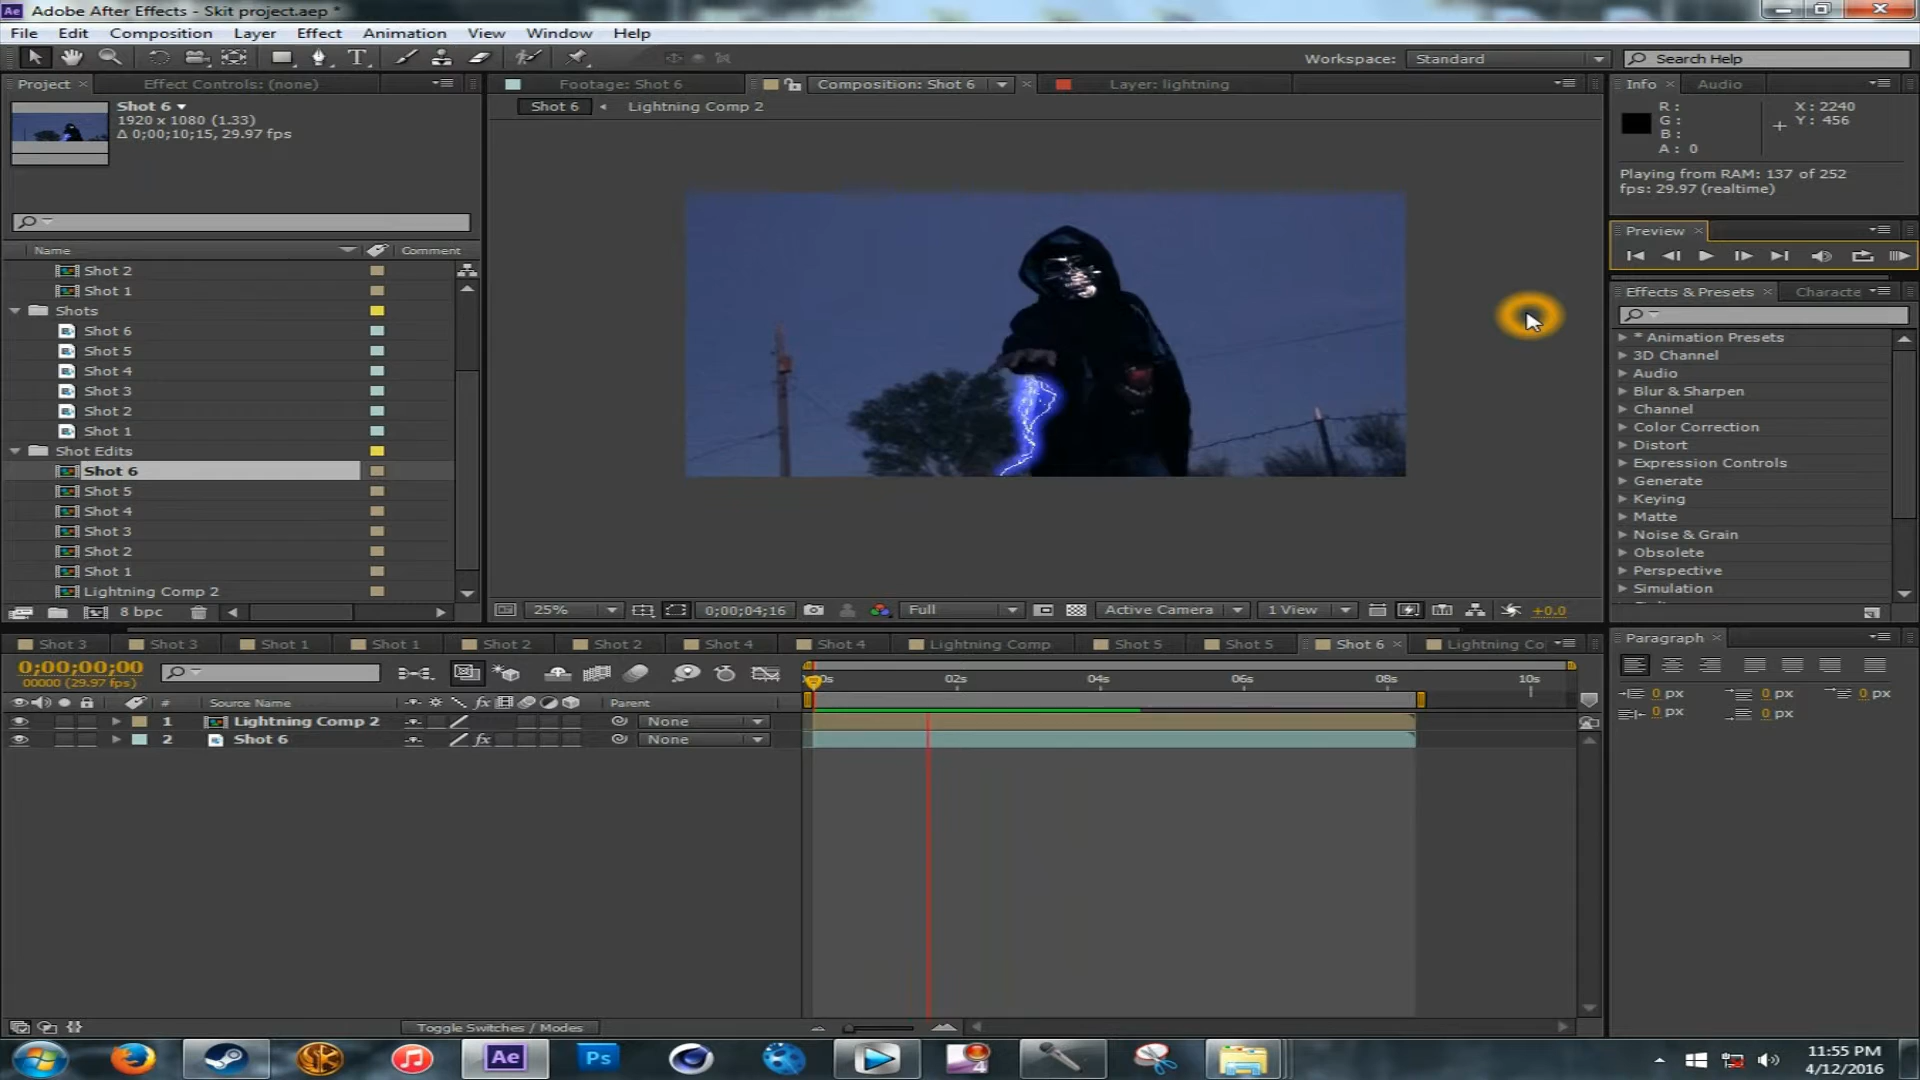 Adobe After Effects - Skit project.aep *
File Edit Composition Layer Effect Animation View Window Help
Workspace: Standard Search Help
Project Effect Controls: (none) Footage: Shot 6 Composition: Shot 6 Layer: lightning Info Audio
Shot 6 Lightning Comp 2
Shot 6
1920 x 1080 (1.33)
Δ 0;00;10;15, 29.97 fps
R: X: 2240
G: Y: 456
B:
A: 0
Playing from RAM: 137 of 252
fps: 29.97 (realtime)
Preview
Effects & Presets Characte
* Animation Presets
3D Channel
Audio
Blur & Sharpen
Channel
Color Correction
Distort
Expression Controls
Generate
Keying
Matte
Noise & Grain
Obsolete
Perspective
Simulation
Name Comment
Shot 2
Shot 1
Shots
Shot 6
Shot 5
Shot 4
Shot 3
Shot 2
Shot 1
Shot Edits
Shot 6
Shot 5
Shot 4
Shot 3
Shot 2
Shot 1
Lightning Comp 2
8 bpc
25% 0;00;04;16 Full Active Camera 1 View +0.0
Shot 3 Shot 3 Shot 1 Shot 1 Shot 2 Shot 2 Shot 4 Shot 4 Lightning Comp Shot 5 Shot 5 Shot 6 Lightning Co
Paragraph
0 px 0 px 0 px
0 px 0 px
0;00;00;00
00000 (29.97 fps)
02s 04s 06s 08s 10s
# Source Name Parent
1 Lightning Comp 2 None
2 Shot 6 fx None
Toggle Switches / Modes
Ae Ps 4
11:55 PM
4/12/2016